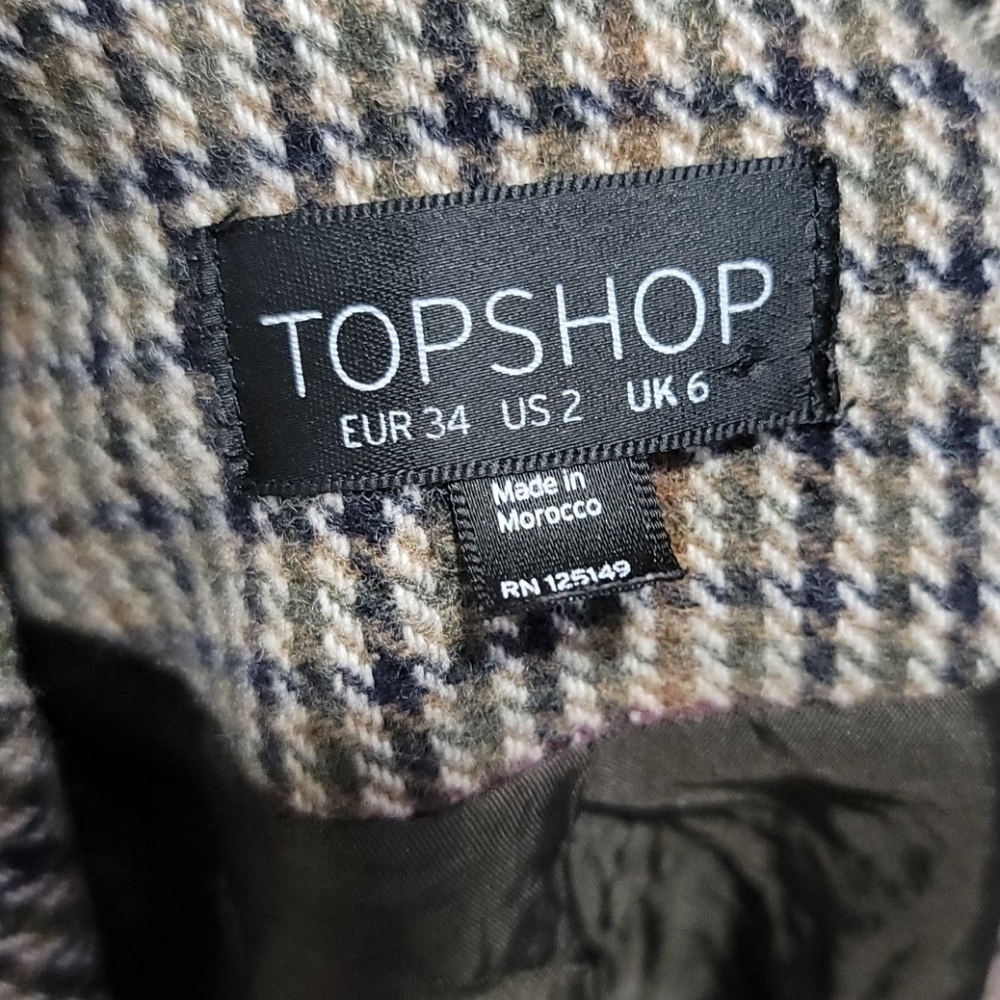 TOPSHOP
EUR 34 US 2 UK 6
Made in
Morocco
RN 125149